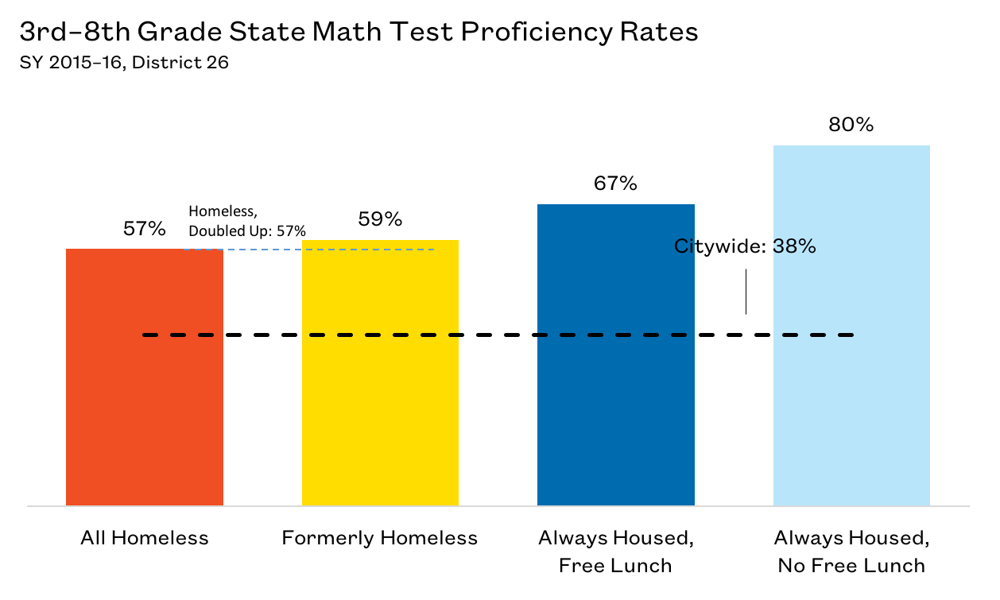 3rd–8th Grade State Math Test Proficiency Rates
SY 2015–16, District 26
80%
67%
57%
Homeless,
Doubled Up: 57%
59%
Citywide: 38%
All Homeless
Formerly Homeless
Always Housed,
Free Lunch
Always Housed,
No Free Lunch